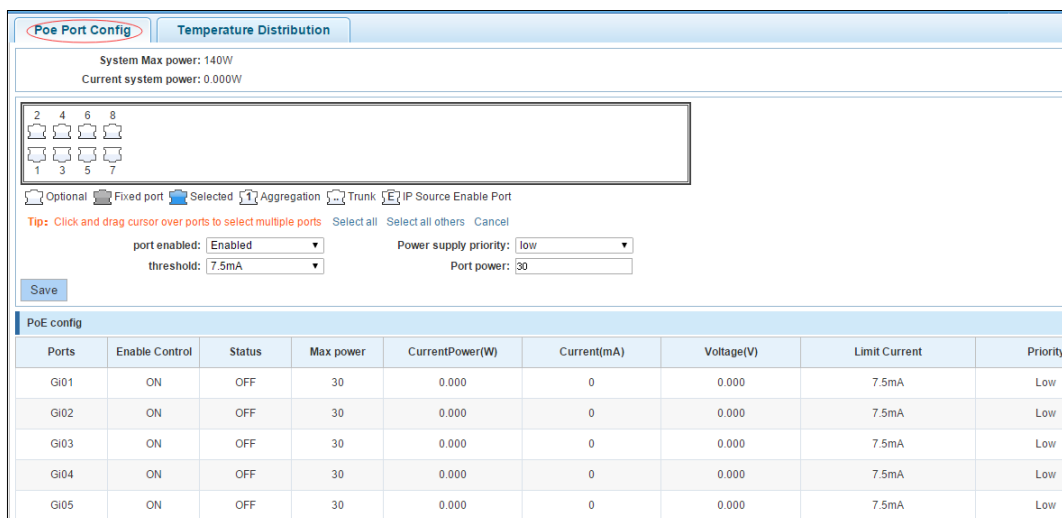 Poe Port Config Temperature Distribution
System Max power: 140W
Current system power: 0.000W
2 4 6 8
1 3 5 7
Optional Fixed port Selected 1 Aggregation .. Trunk E IP Source Enable Port
Tip: Click and drag cursor over ports to select multiple ports Select all Select all others Cancel
port enabled: Enabled Power supply priority: low
threshold: 7.5mA Port power: 30
Save
PoE config
Ports Enable Control Status Max power CurrentPower(W) Current(mA) Voltage(V) Limit Current Priority
Gi01 ON OFF 30 0.000 0 0.000 7.5mA Low
Gi02 ON OFF 30 0.000 0 0.000 7.5mA Low
Gi03 ON OFF 30 0.000 0 0.000 7.5mA Low
Gi04 ON OFF 30 0.000 0 0.000 7.5mA Low
Gi05 ON OFF 30 0.000 0 0.000 7.5mA Low